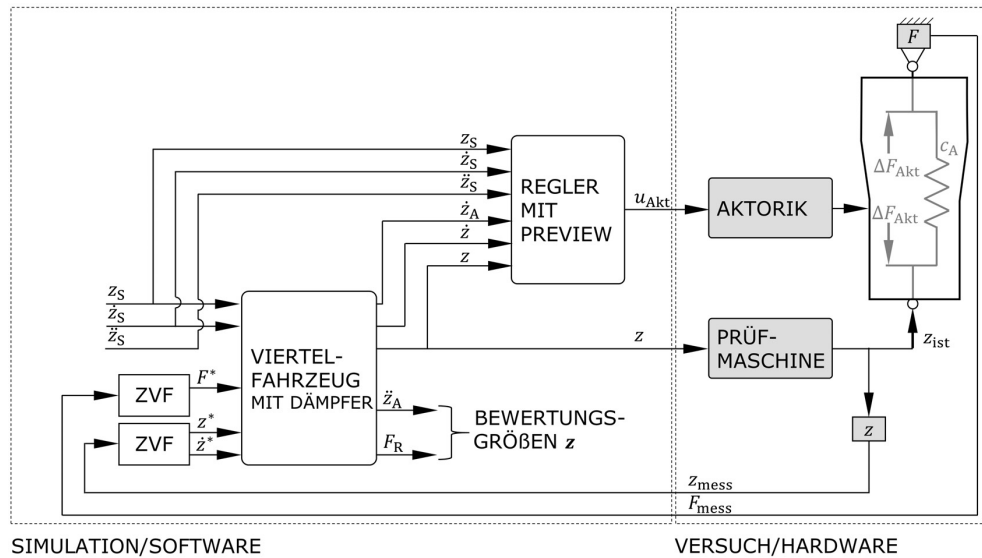 F
c_A
ΔF_Akt
ΔF_Akt
z_S
ż_S
z̈_S
ż_A
ż
z
REGLER
MIT
PREVIEW
u_Akt
AKTORIK
z_S
ż_S
z̈_S
VIERTEL-
FAHRZEUG
MIT DÄMPFER
z
PRÜF-
MASCHINE
z_ist
ZVF
F*
ZVF
z*
ż*
z̈_A
F_R
BEWERTUNGS-
GRÖßEN z
z
z_mess
F_mess
SIMULATION/SOFTWARE
VERSUCH/HARDWARE